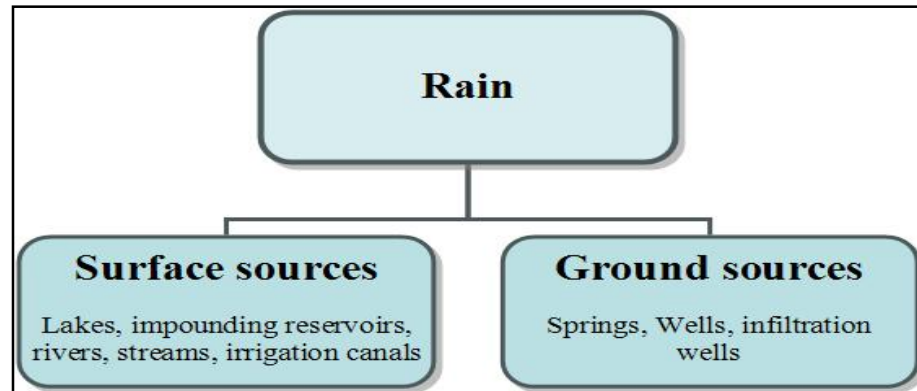 Rain
Surface sources
Lakes, impounding reservoirs,
rivers, streams, irrigation canals
Ground sources
Springs, Wells, infiltration
wells